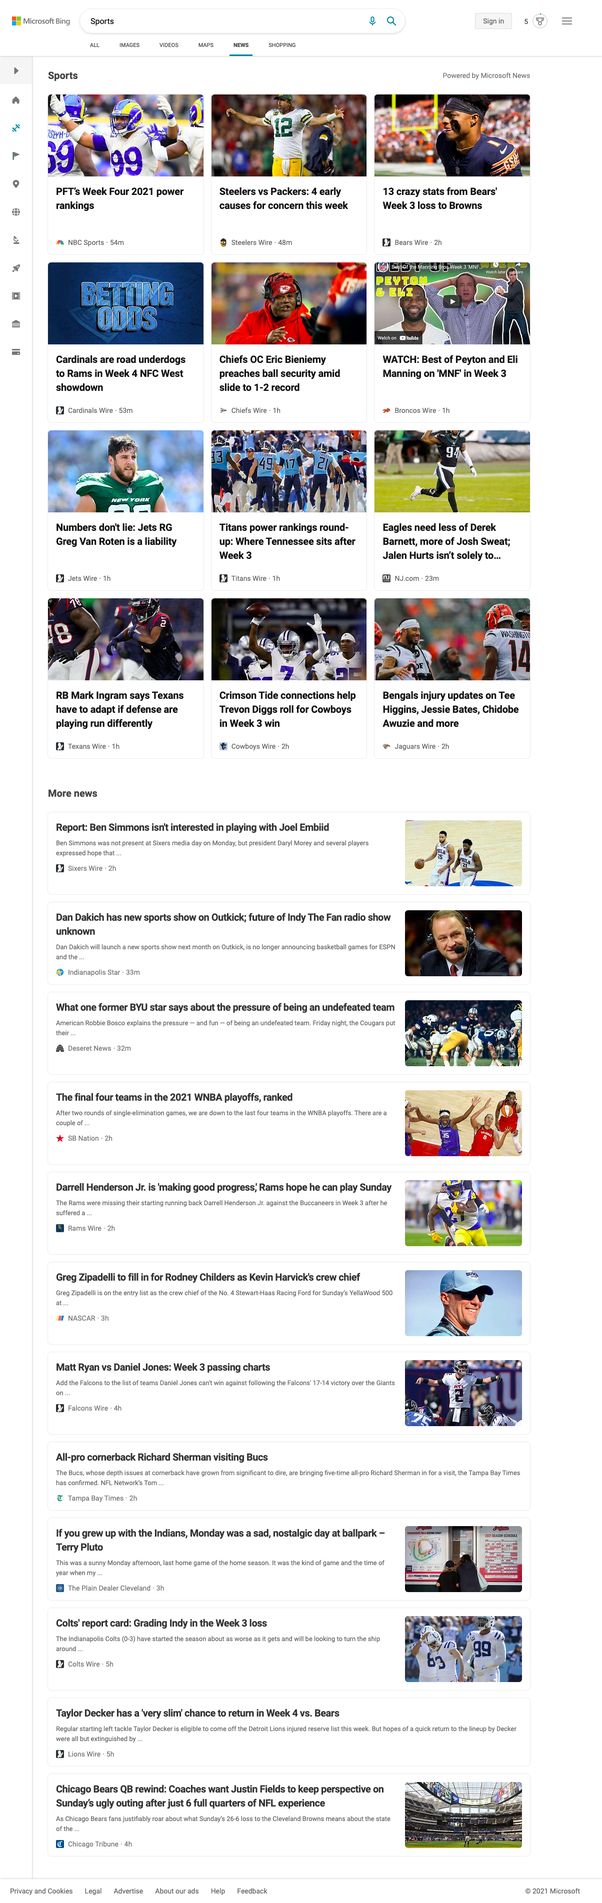 Microsoft Bing
Sports
Sign in
5
ALL IMAGES VIDEOS MAPS NEWS SHOPPING
Sports
Powered by Microsoft News
PFT's Week Four 2021 power
rankings
NBC Sports · 54m
Steelers vs Packers: 4 early
causes for concern this week
Steelers Wire · 48m
13 crazy stats from Bears'
Week 3 loss to Browns
Bears Wire · 2h
BETTING
ODDS
Cardinals are road underdogs
to Rams in Week 4 NFC West
showdown
Cardinals Wire · 53m
Chiefs OC Eric Bieniemy
preaches ball security amid
slide to 1-2 record
Chiefs Wire · 1h
PEYTON
& ELI
Watch on YouTube
WATCH: Best of Peyton and Eli
Manning on 'MNF' in Week 3
Broncos Wire · 1h
NEW YORK
Numbers don't lie: Jets RG
Greg Van Roten is a liability
Jets Wire · 1h
Titans power rankings round-
up: Where Tennessee sits after
Week 3
Titans Wire · 1h
94
Eagles need less of Derek
Barnett, more of Josh Sweat;
Jalen Hurts isn't solely to...
NJ.com · 23m
RB Mark Ingram says Texans
have to adapt if defense are
playing run differently
Texans Wire · 1h
7
Crimson Tide connections help
Trevon Diggs roll for Cowboys
in Week 3 win
Cowboys Wire · 2h
14
Bengals injury updates on Tee
Higgins, Jessie Bates, Chidobe
Awuzie and more
Jaguars Wire · 2h
More news
Report: Ben Simmons isn't interested in playing with Joel Embiid
Ben Simmons was not present at Sixers media day on Monday, but president Daryl Morey and several players
expressed hope that ...
Sixers Wire · 2h
Dan Dakich has new sports show on Outkick; future of Indy The Fan radio show
unknown
Dan Dakich will launch a new sports show next month on Outkick, is no longer announcing basketball games for ESPN
and the ...
Indianapolis Star · 33m
What one former BYU star says about the pressure of being an undefeated team
American Robbie Bosco explains the pressure — and fun — of being an undefeated team. Friday night, the Cougars put
their ...
Deseret News · 32m
The final four teams in the 2021 WNBA playoffs, ranked
After two rounds of single-elimination games, we are down to the last four teams in the WNBA playoffs. There are a
couple of ...
SB Nation · 2h
Darrell Henderson Jr. is 'making good progress,' Rams hope he can play Sunday
The Rams were missing their starting running back Darrell Henderson Jr. against the Buccaneers in Week 3 after he
suffered a ...
Rams Wire · 2h
Greg Zipadelli to fill in for Rodney Childers as Kevin Harvick's crew chief
Greg Zipadelli is on the entry list as the crew chief of the No. 4 Stewart-Haas Racing Ford for Sunday's YellaWood 500
at ...
NASCAR · 3h
Matt Ryan vs Daniel Jones: Week 3 passing charts
Add the Falcons to the list of teams Daniel Jones can't win against following the Falcons' 17-14 victory over the Giants
on ...
Falcons Wire · 4h
All-pro cornerback Richard Sherman visiting Bucs
The Bucs, whose depth issues at cornerback have grown from significant to dire, are bringing five-time all-pro Richard Sherman in for a visit, the Tampa Bay Times
has confirmed. NFL Network's Tom ...
Tampa Bay Times · 2h
If you grew up with the Indians, Monday was a sad, nostalgic day at ballpark –
Terry Pluto
This was a sunny Monday afternoon, last home game of the home season. It was the kind of game and the time of
year when my ...
The Plain Dealer Cleveland · 3h
Colts' report card: Grading Indy in the Week 3 loss
The Indianapolis Colts (0-3) have started the season about as worse as it gets and will be looking to turn the ship
around ...
Colts Wire · 5h
Taylor Decker has a 'very slim' chance to return in Week 4 vs. Bears
Regular starting left tackle Taylor Decker is eligible to come off the Detroit Lions injured reserve list this week. But hopes of a quick return to the lineup by Decker
were all but extinguished by ...
Lions Wire · 5h
Chicago Bears QB rewind: Coaches want Justin Fields to keep perspective on
Sunday's ugly outing after just 6 full quarters of NFL experience
As Chicago Bears fans justifiably roar about what Sunday's 26-6 loss to the Cleveland Browns means about the state
of the ...
Chicago Tribune · 4h
Privacy and Cookies Legal Advertise About our ads Help Feedback
© 2021 Microsoft